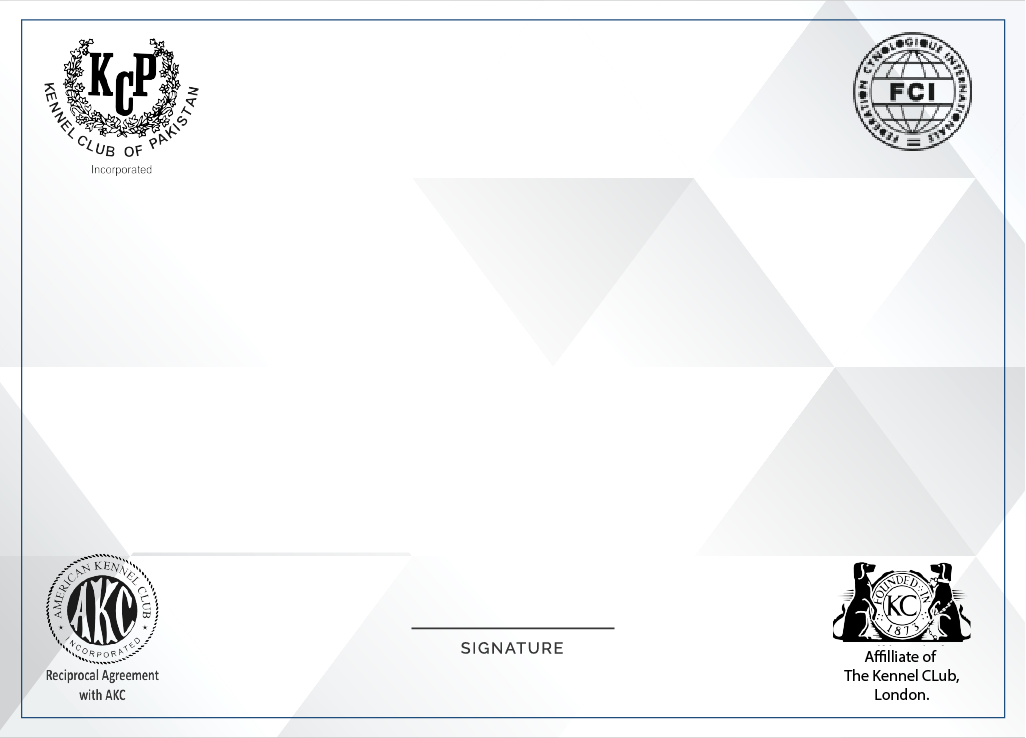 KCP
KENNEL CLUB OF PAKISTAN
Incorporated
FEDERATION CYNOLOGIQUE INTERNATIONALE
FCI
AMERICAN KENNEL CLUB
AKC
INCORPORATED
Reciprocal Agreement
with AKC
SIGNATURE
FOUNDED IN
KC
1873
Affilliate of
The Kennel CLub,
London.